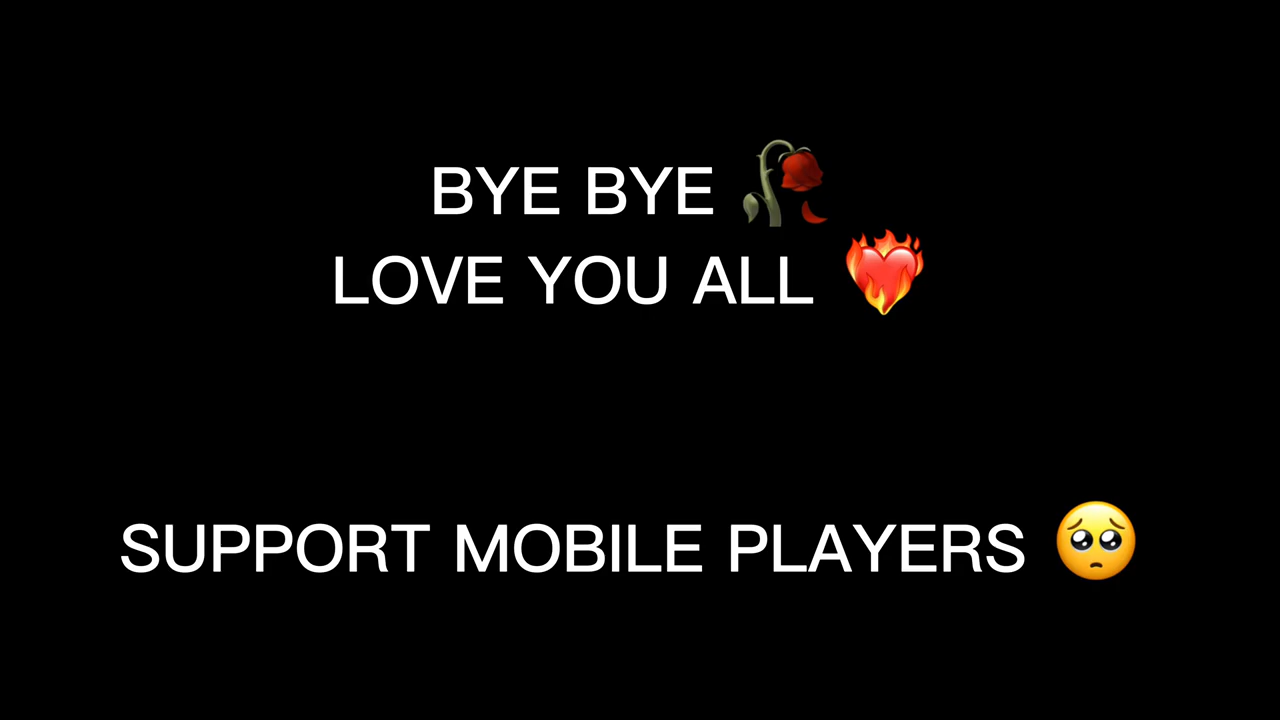 BYE BYE 🥀
LOVE YOU ALL ❤️‍🔥
SUPPORT MOBILE PLAYERS 🥺